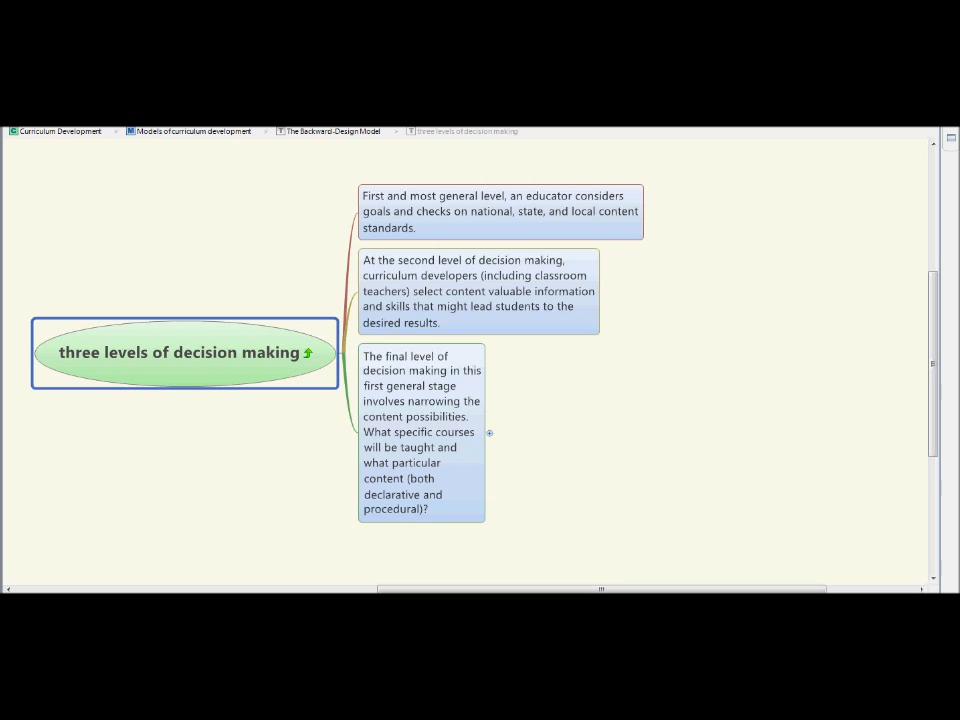 C Curriculum Development > M Models of curriculum development > T The Backward-Design Model > T three levels of decision making
First and most general level, an educator considers
goals and checks on national, state, and local content
standards.
At the second level of decision making,
curriculum developers (including classroom
teachers) select content valuable information
and skills that might lead students to the
desired results.
three levels of decision making
The final level of
decision making in this
first general stage
involves narrowing the
content possibilities.
What specific courses
will be taught and
what particular
content (both
declarative and
procedural)?